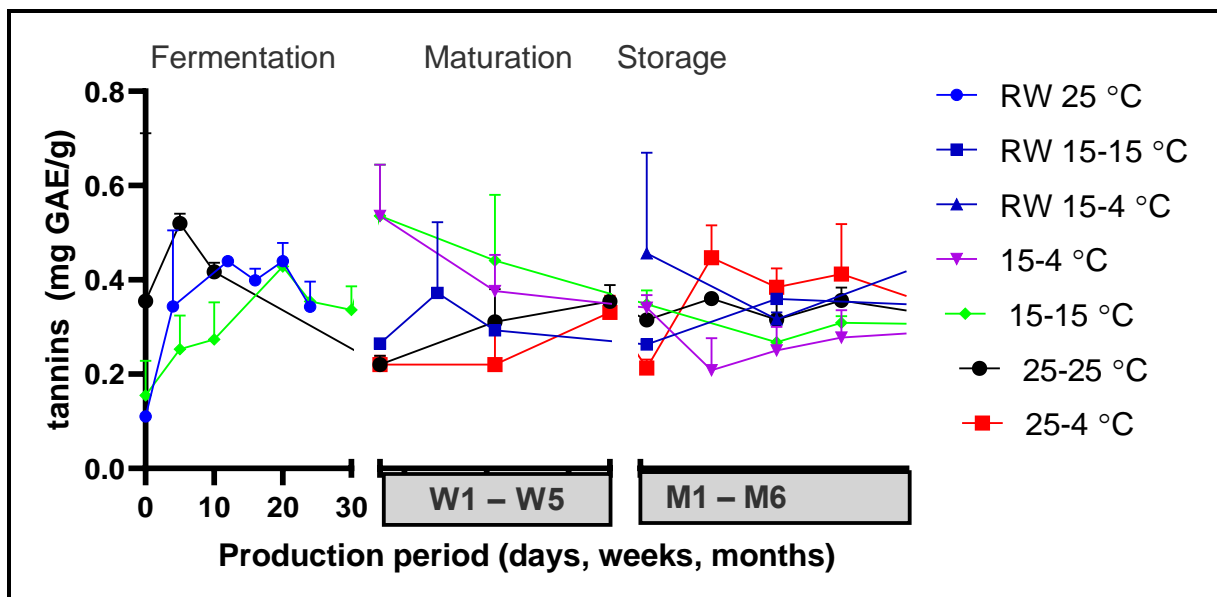 Fermentation Maturation Storage
0.8
0.6
0.4
0.2
0.0
tannins (mg GAE/g)
0 10 20 30
W1 – W5
M1 – M6
Production period (days, weeks, months)
RW 25 °C
RW 15-15 °C
RW 15-4 °C
15-4 °C
15-15 °C
25-25 °C
25-4 °C